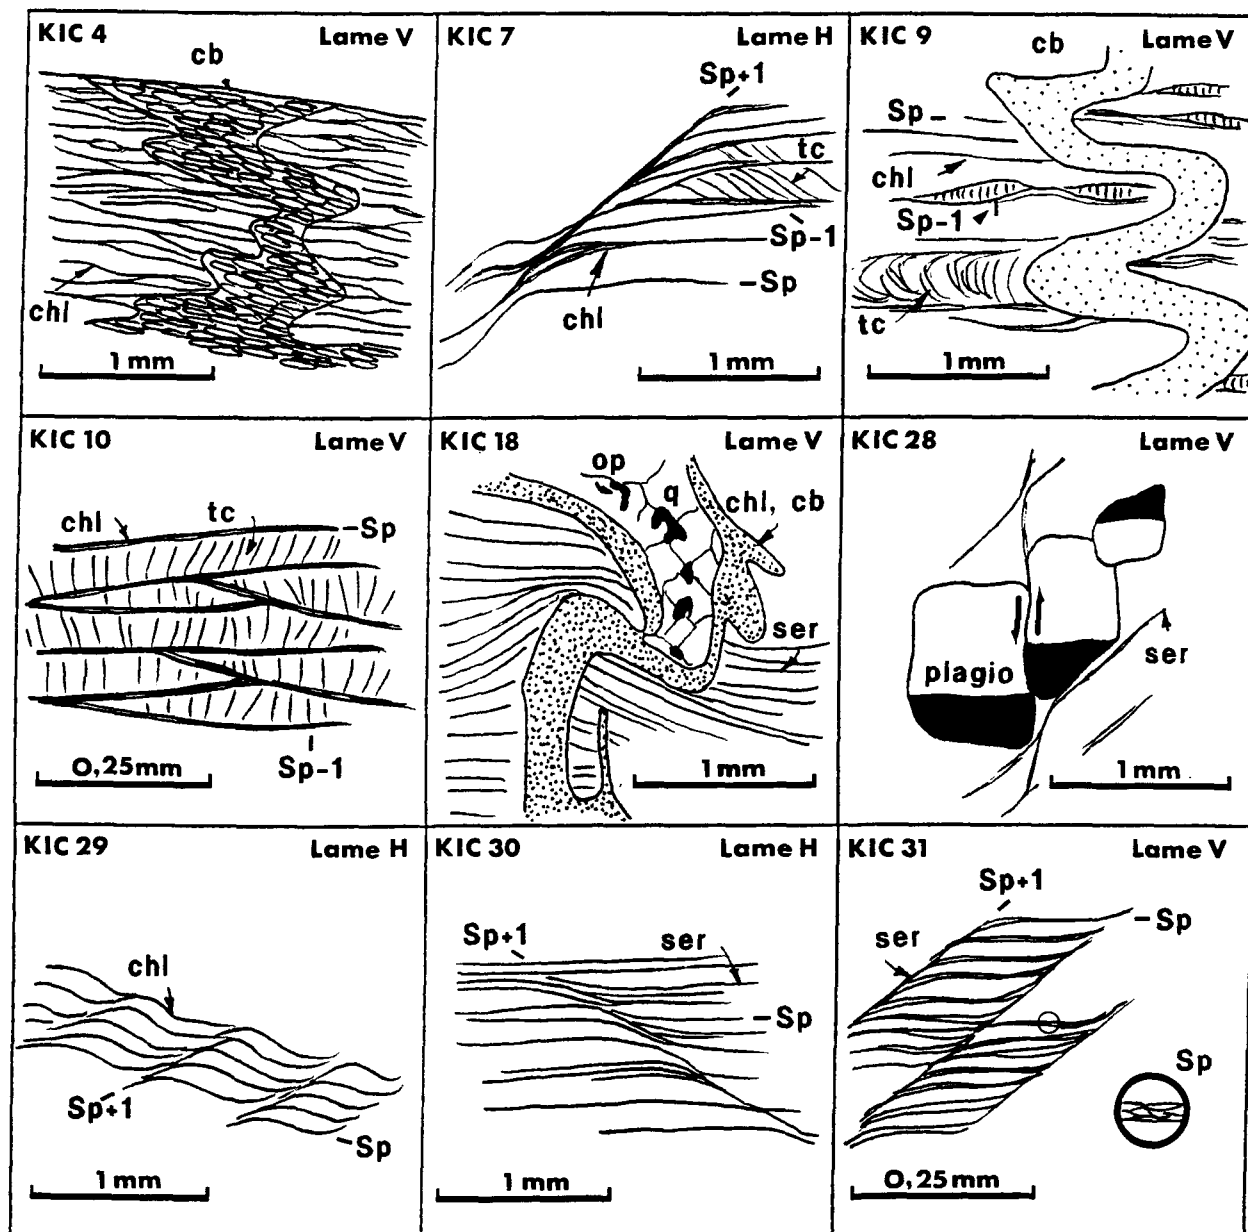 KIC 4 Lame V
cb
chl
1 mm
KIC 7 Lame H
Sp+1
tc
Sp-1
Sp
chl
1 mm
KIC 9 Lame V
cb
Sp
chl
Sp-1
tc
1 mm
KIC 10 Lame V
chl tc Sp
Sp-1
0,25 mm
KIC 18 Lame V
op
q
chl, cb
ser
1 mm
KIC 28 Lame V
plagio
ser
1 mm
KIC 29 Lame H
chl
Sp+1
Sp
1 mm
KIC 30 Lame H
Sp+1 ser
Sp
1 mm
KIC 31 Lame V
Sp+1
Sp
ser
Sp
0,25 mm